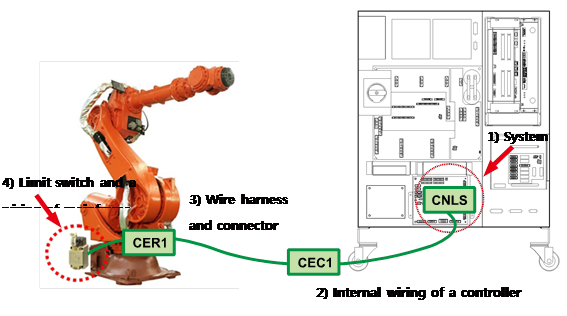 1) System
4) Limit switch and a
3) Wire harness
and connector
CNLS
CER1
CEC1
2) Internal wiring of a controller